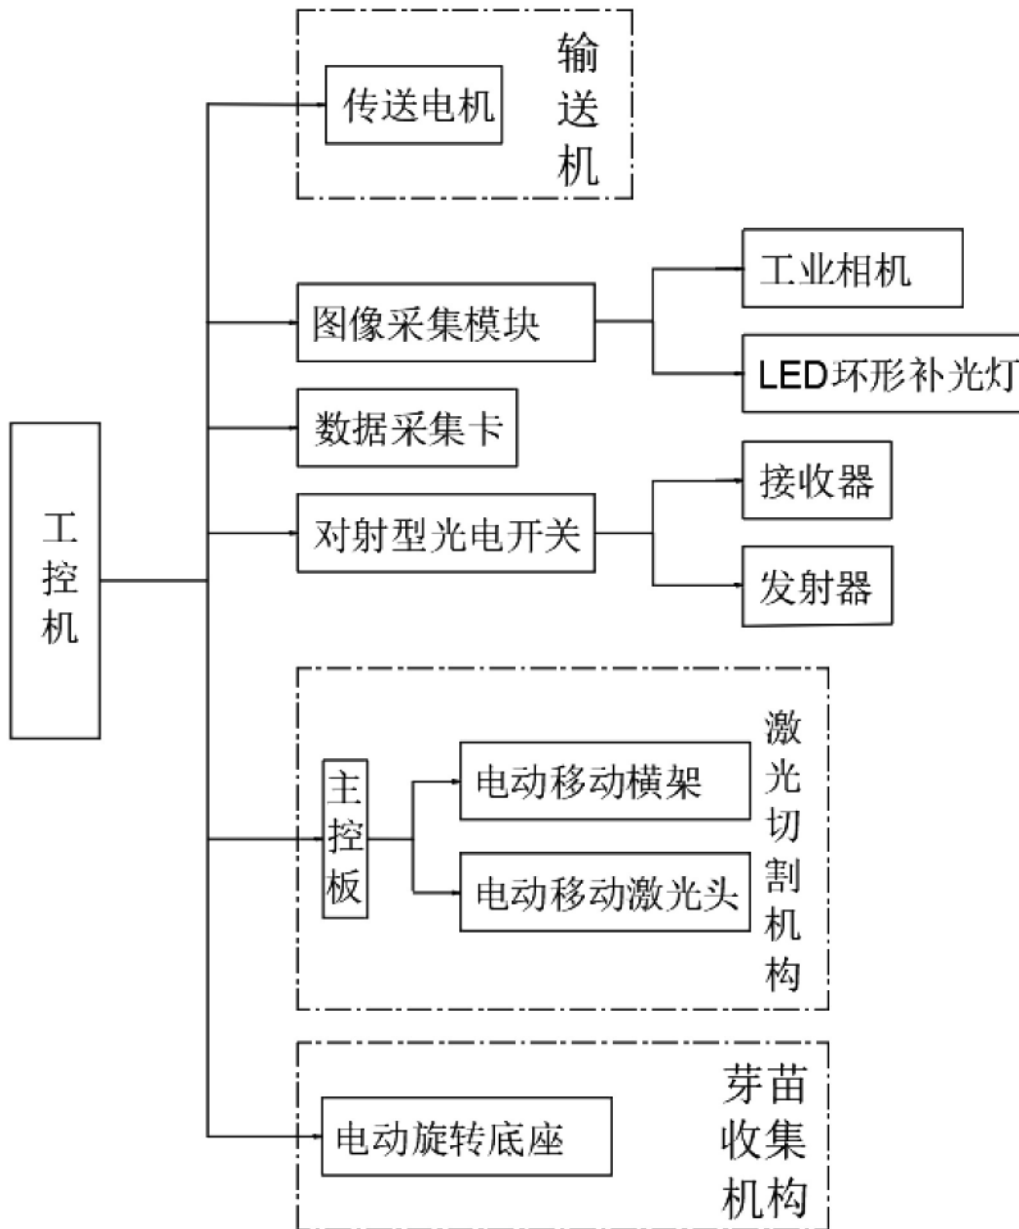 输送机
传送电机
工业相机
图像采集模块
LED环形补光灯
数据采集卡
接收器
工控机
对射型光电开关
发射器
激光切割机构
主控板
电动移动横架
电动移动激光头
芽苗
收集
机构
电动旋转底座